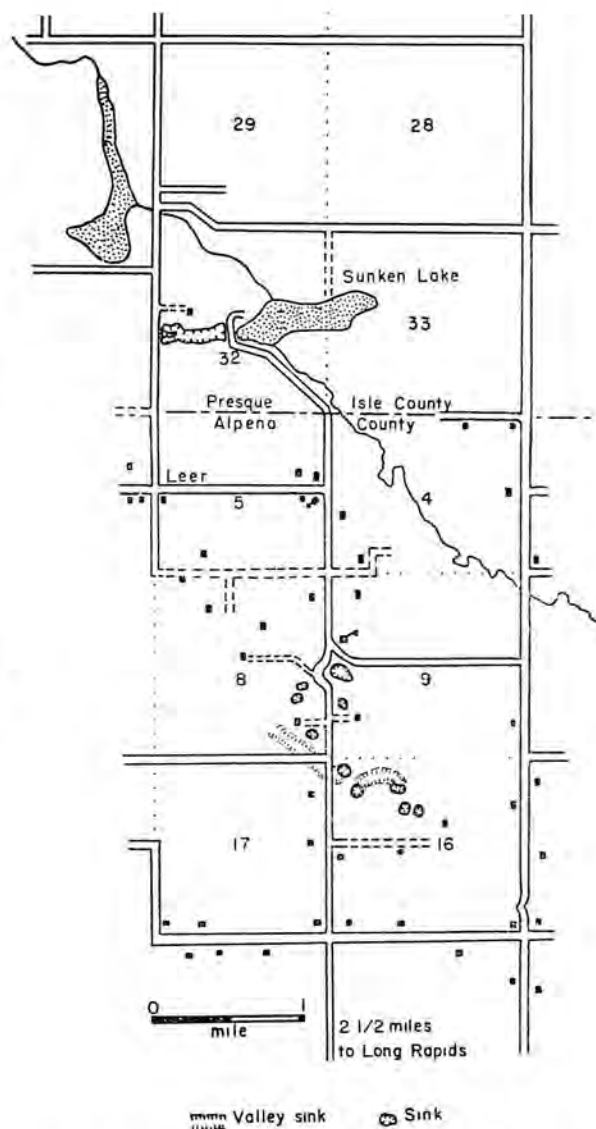 29 28
Sunken Lake
33
32
Presque Isle County
Alpena County
Leer
5 4
8 9
17 16
0 1
mile
2 1/2 miles
to Long Rapids
Valley sink Sink